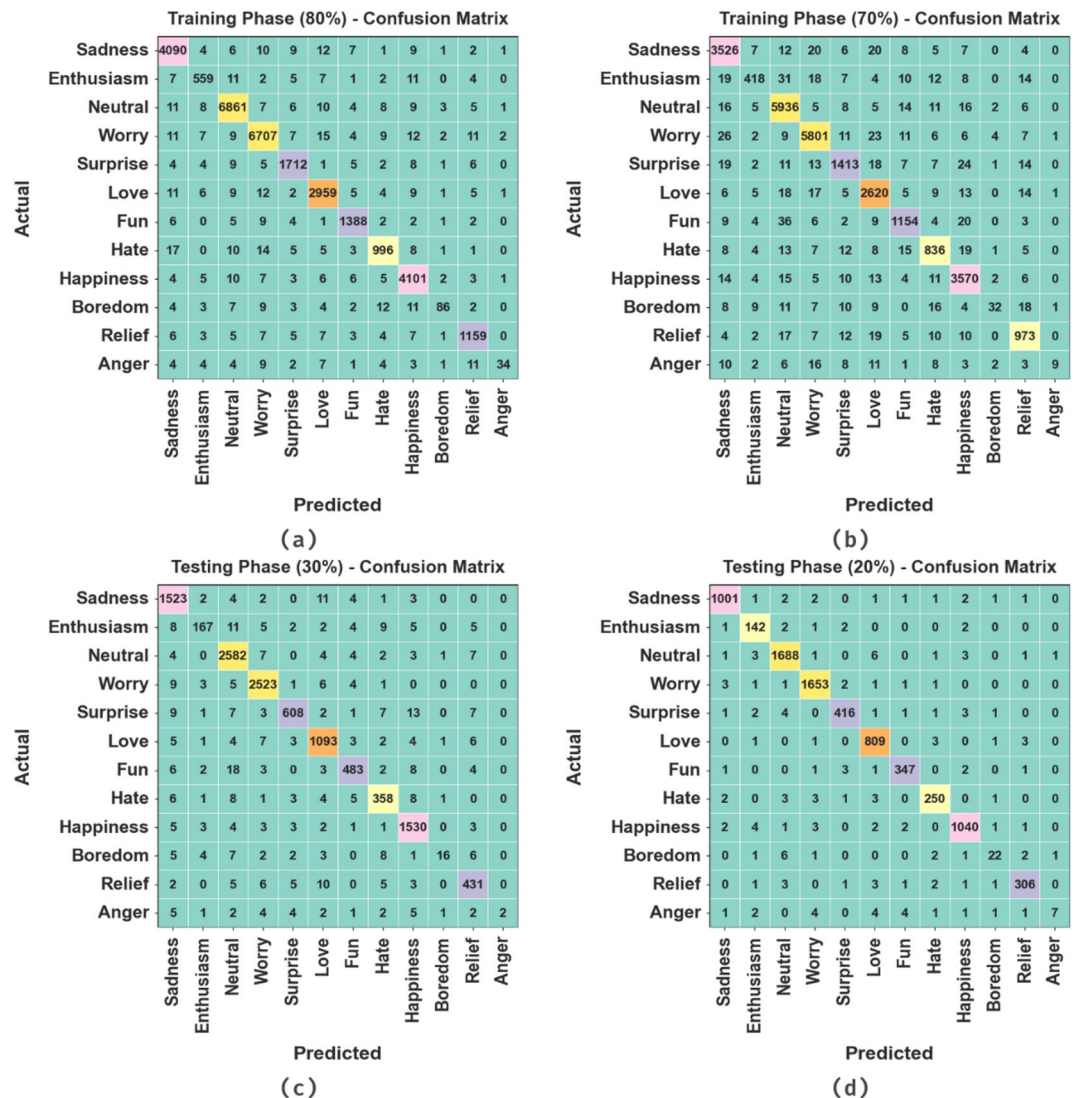 Training Phase (80%) - Confusion Matrix
Actual
Sadness 4090 4 6 10 9 12 7 1 9 1 2 1
Enthusiasm 7 559 11 2 5 7 1 2 11 0 4 0
Neutral 11 8 6861 7 6 10 4 8 9 3 5 1
Worry 11 7 9 6707 7 15 4 9 12 2 11 2
Surprise 4 4 9 5 1712 1 5 2 8 1 6 0
Love 11 6 9 12 2 2959 5 4 9 1 5 1
Fun 6 0 5 9 4 1 1388 2 2 1 2 0
Hate 17 0 10 14 5 5 3 996 8 1 1 0
Happiness 4 5 10 7 3 6 6 5 4101 2 3 1
Boredom 4 3 7 9 3 4 2 12 11 86 2 0
Relief 6 3 5 7 5 7 3 4 7 1 1159 0
Anger 4 4 4 9 2 7 1 4 3 1 11 34
Sadness Enthusiasm Neutral Worry Surprise Love Fun Hate Happiness Boredom Relief Anger
Predicted
(a)
Training Phase (70%) - Confusion Matrix
Actual
Sadness 3526 7 12 20 6 20 8 5 7 0 4 0
Enthusiasm 19 418 31 18 7 4 10 12 8 0 14 0
Neutral 16 5 5936 5 8 5 14 11 16 2 6 0
Worry 26 2 9 5801 11 23 11 6 6 4 7 1
Surprise 19 2 11 13 1413 18 7 7 24 1 14 0
Love 6 5 18 17 5 2620 5 9 13 0 14 1
Fun 9 4 36 6 2 9 1154 4 20 0 3 0
Hate 8 4 13 7 12 8 15 836 19 1 5 0
Happiness 14 4 15 5 10 13 4 11 3570 2 6 0
Boredom 8 9 11 7 10 9 0 16 4 32 18 1
Relief 4 2 17 7 12 19 5 10 10 0 973 0
Anger 10 2 6 16 8 11 1 8 3 2 3 9
Sadness Enthusiasm Neutral Worry Surprise Love Fun Hate Happiness Boredom Relief Anger
Predicted
(b)
Testing Phase (30%) - Confusion Matrix
Actual
Sadness 1523 2 4 2 0 11 4 1 3 0 0 0
Enthusiasm 8 167 11 5 2 2 4 9 5 0 5 0
Neutral 4 0 2582 7 0 4 4 2 3 1 7 0
Worry 9 3 5 2523 1 6 4 1 0 0 0 0
Surprise 9 1 7 3 608 2 1 7 13 0 7 0
Love 5 1 4 7 3 1093 3 2 4 1 6 0
Fun 6 2 18 3 0 3 483 2 8 0 4 0
Hate 6 1 8 1 3 4 5 358 8 1 0 0
Happiness 5 3 4 3 3 2 1 1 1530 0 3 0
Boredom 5 4 7 2 2 3 0 8 1 16 6 0
Relief 2 0 5 6 5 10 0 5 3 0 431 0
Anger 5 1 2 4 4 2 1 2 5 1 2 2
Sadness Enthusiasm Neutral Worry Surprise Love Fun Hate Happiness Boredom Relief Anger
Predicted
(c)
Testing Phase (20%) - Confusion Matrix
Actual
Sadness 1001 1 2 2 0 1 1 1 2 1 1 0
Enthusiasm 1 142 2 1 2 0 0 0 2 0 0 0
Neutral 1 3 1688 1 0 6 0 1 3 0 1 1
Worry 3 1 1 1653 2 1 1 0 1 0 0 0
Surprise 1 2 4 0 416 1 1 1 3 1 0 0
Love 0 1 0 1 0 809 0 3 0 1 3 0
Fun 1 0 0 1 3 1 347 0 2 0 1 0
Hate 2 0 3 3 1 3 0 250 0 1 0 0
Happiness 2 4 1 3 0 2 2 0 1040 1 1 0
Boredom 0 1 6 1 0 0 0 2 1 22 2 1
Relief 0 1 3 0 1 3 1 2 1 1 306 0
Anger 1 2 0 4 0 4 4 1 1 1 1 7
Sadness Enthusiasm Neutral Worry Surprise Love Fun Hate Happiness Boredom Relief Anger
Predicted
(d)